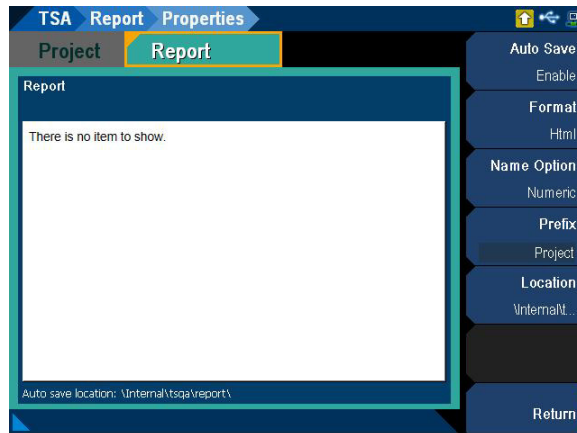 TSA Report Properties
Project Report
Report
There is no item to show.
Auto save location: \Internal\tsqa\report\
Auto Save
Enable
Format
Html
Name Option
Numeric
Prefix
Project
Location
\Internal\t...
Return